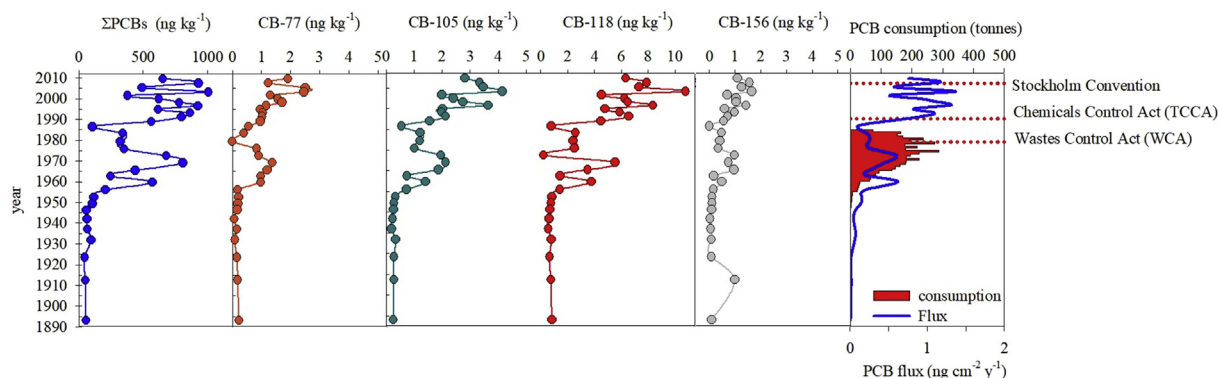 ΣPCBs (ng kg⁻¹) CB-77 (ng kg⁻¹) CB-105 (ng kg⁻¹) CB-118 (ng kg⁻¹) CB-156 (ng kg⁻¹) PCB consumption (tonnes)
0 500 1000 0 1 2 3 4 50 1 2 3 4 50 2 4 6 8 10 0 1 2 3 4 5 0 100 200 300 400 500
2010
Stockholm Convention
2000
Chemicals Control Act (TCCA)
1990
1980
Wastes Control Act (WCA)
1970
1960
1950
1940
1930
1920
1910
1900
1890
year
consumption
Flux
0 1 2
PCB flux (ng cm⁻² y⁻¹)